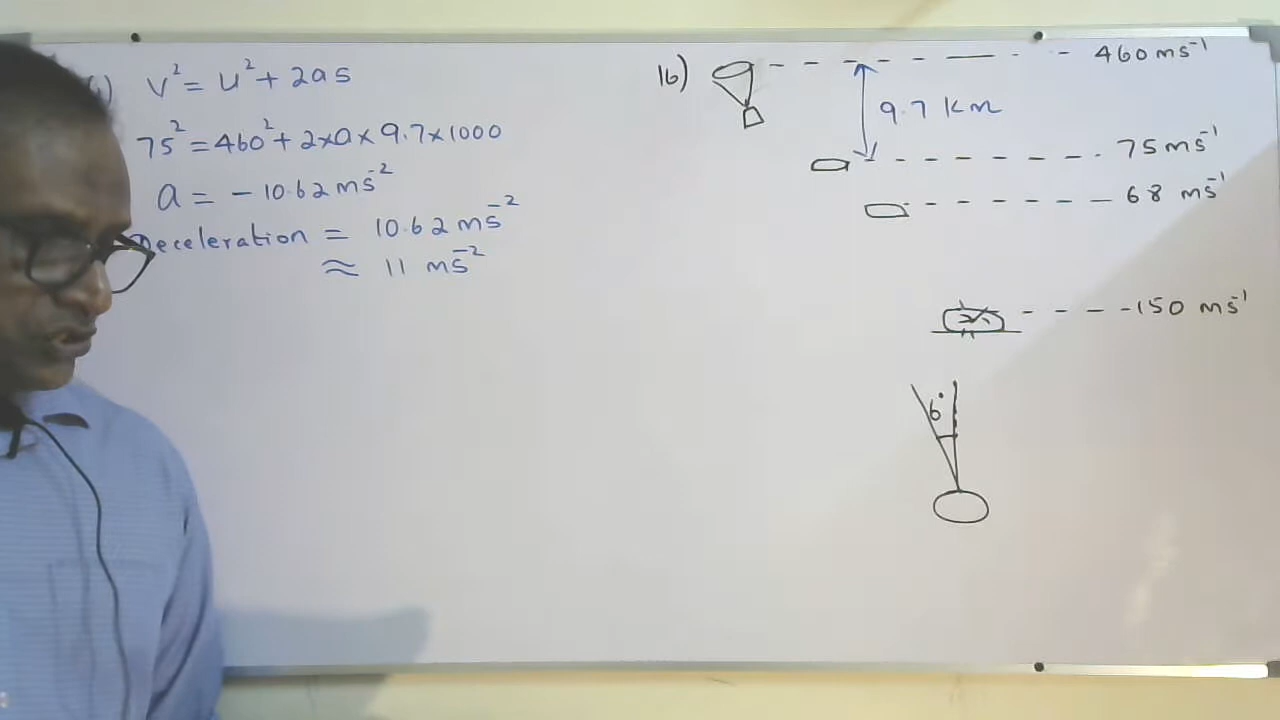 i) V² = U² + 2as
75² = 460² + 2×a× 9.7×1000
a = - 10.62 ms⁻²
Deceleration = 10.62 ms⁻²
≈ 11 ms⁻²
16)
460 ms⁻¹
9.7 km
75 ms⁻¹
68 ms⁻¹
150 ms⁻¹
6°